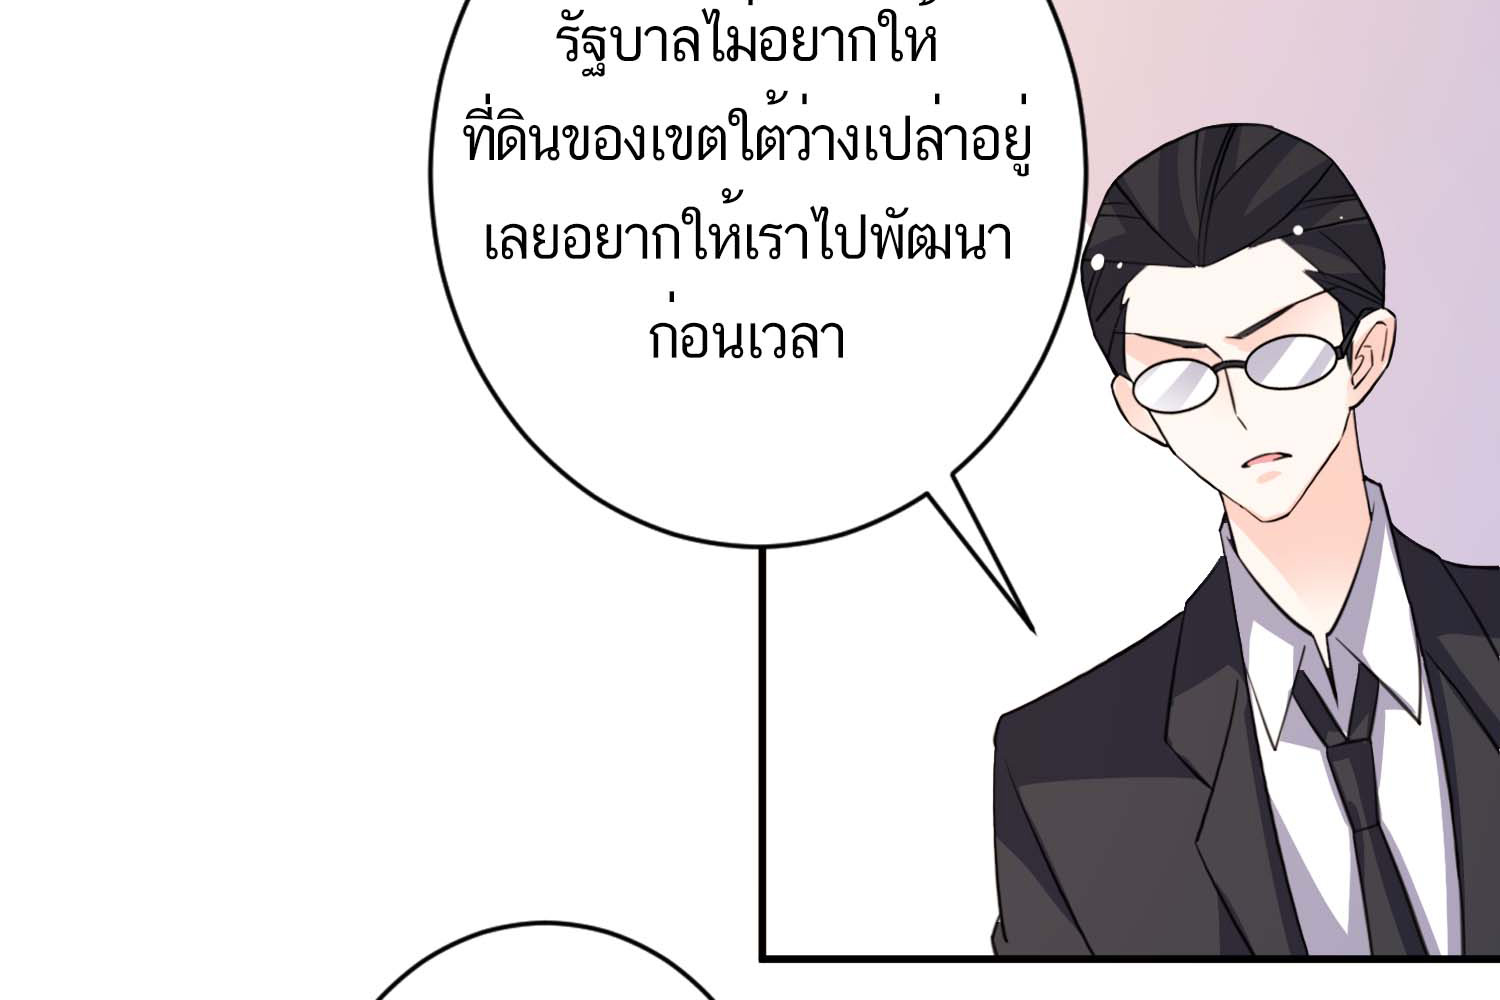 รัฐบาลไม่อยากให้
ที่ดินของเขตใต้ว่างเปล่าอยู่
เลยอยากให้เราไปพัฒนา
ก่อนเวลา